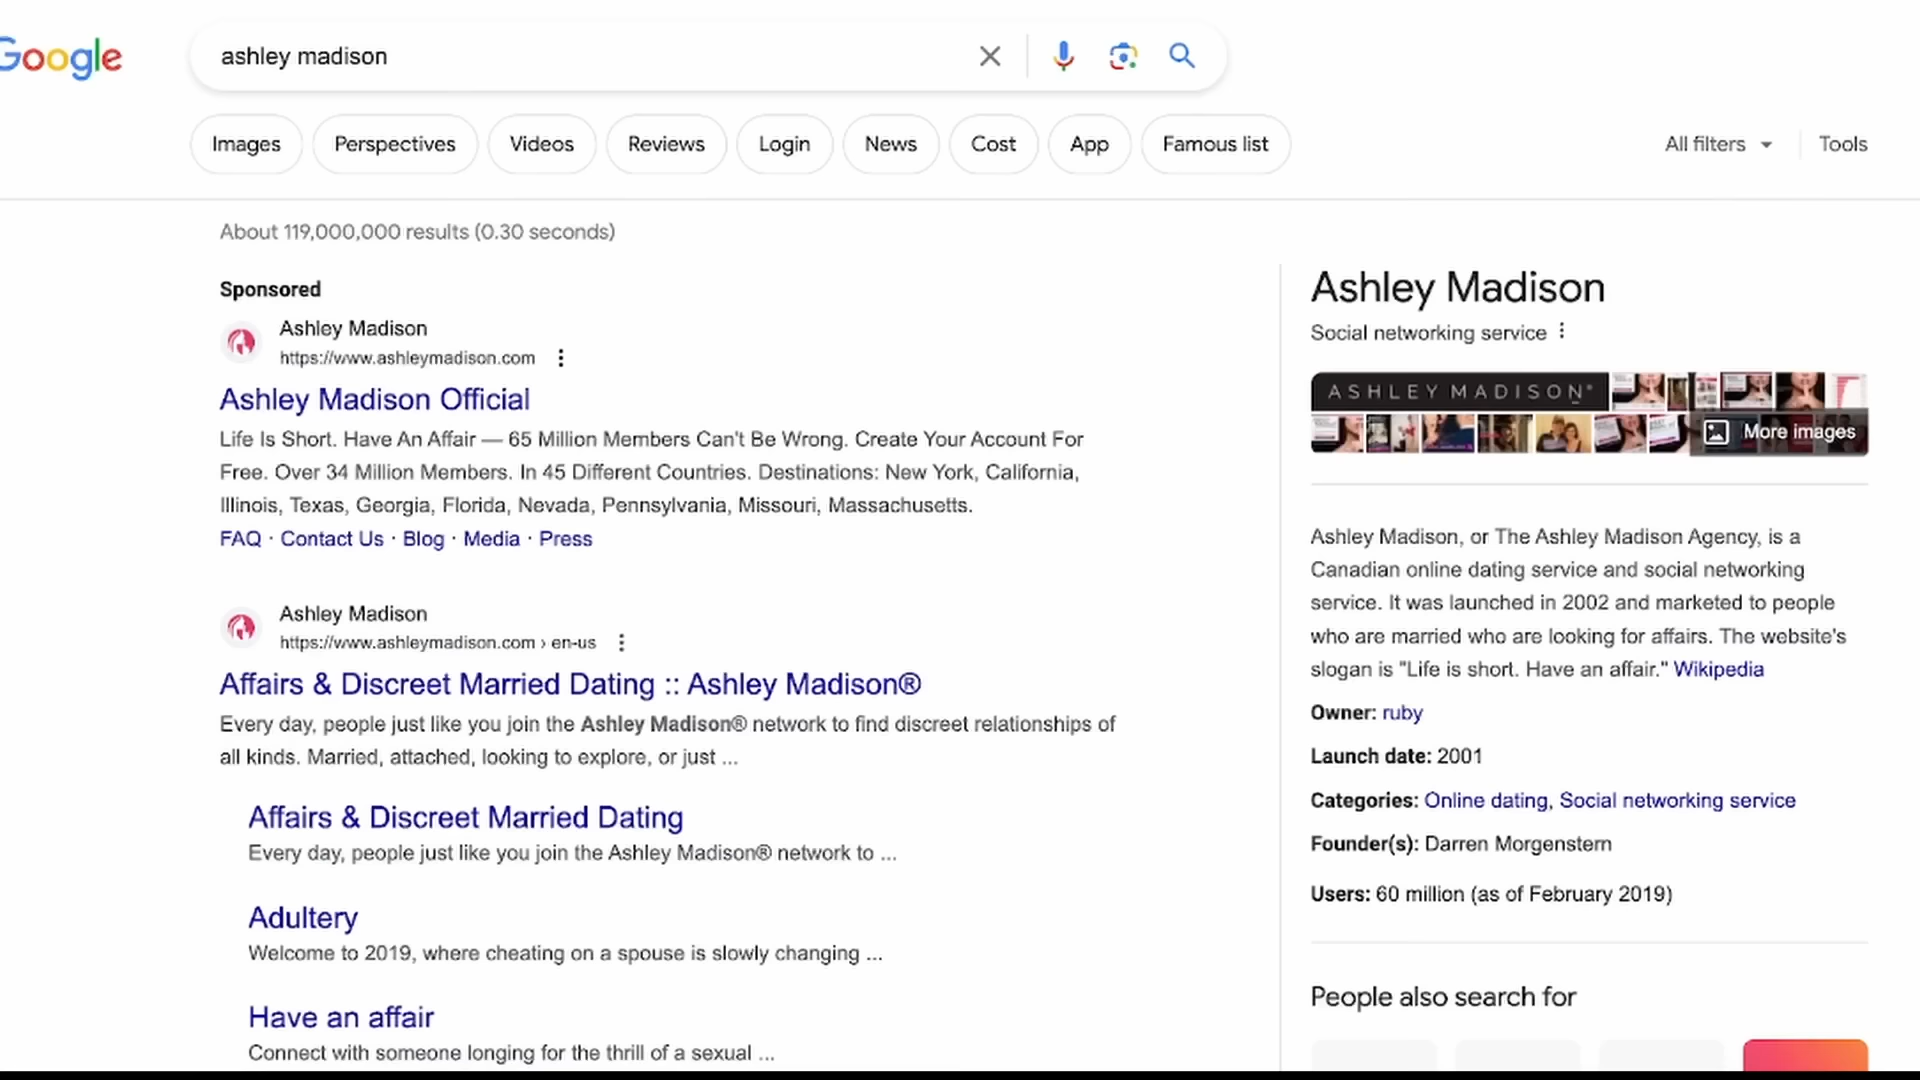 Google
ashley madison
Images
Perspectives
Videos
Reviews
Login
News
Cost
App
Famous list
All filters
Tools
About 119,000,000 results (0.30 seconds)
Sponsored
Ashley Madison
https://www.ashleymadison.com
Ashley Madison Official
Life Is Short. Have An Affair — 65 Million Members Can't Be Wrong. Create Your Account For
Free. Over 34 Million Members. In 45 Different Countries. Destinations: New York, California,
Illinois, Texas, Georgia, Florida, Nevada, Pennsylvania, Missouri, Massachusetts.
FAQ · Contact Us · Blog · Media · Press
Ashley Madison
https://www.ashleymadison.com › en-us
Affairs & Discreet Married Dating :: Ashley Madison®
Every day, people just like you join the Ashley Madison® network to find discreet relationships of
all kinds. Married, attached, looking to explore, or just ...
Affairs & Discreet Married Dating
Every day, people just like you join the Ashley Madison® network to ...
Adultery
Welcome to 2019, where cheating on a spouse is slowly changing ...
Have an affair
Connect with someone longing for the thrill of a sexual ...
Ashley Madison
Social networking service
ASHLEY MADISON®
More images
Ashley Madison, or The Ashley Madison Agency, is a
Canadian online dating service and social networking
service. It was launched in 2002 and marketed to people
who are married who are looking for affairs. The website's
slogan is "Life is short. Have an affair." Wikipedia
Owner: ruby
Launch date: 2001
Categories: Online dating, Social networking service
Founder(s): Darren Morgenstern
Users: 60 million (as of February 2019)
People also search for